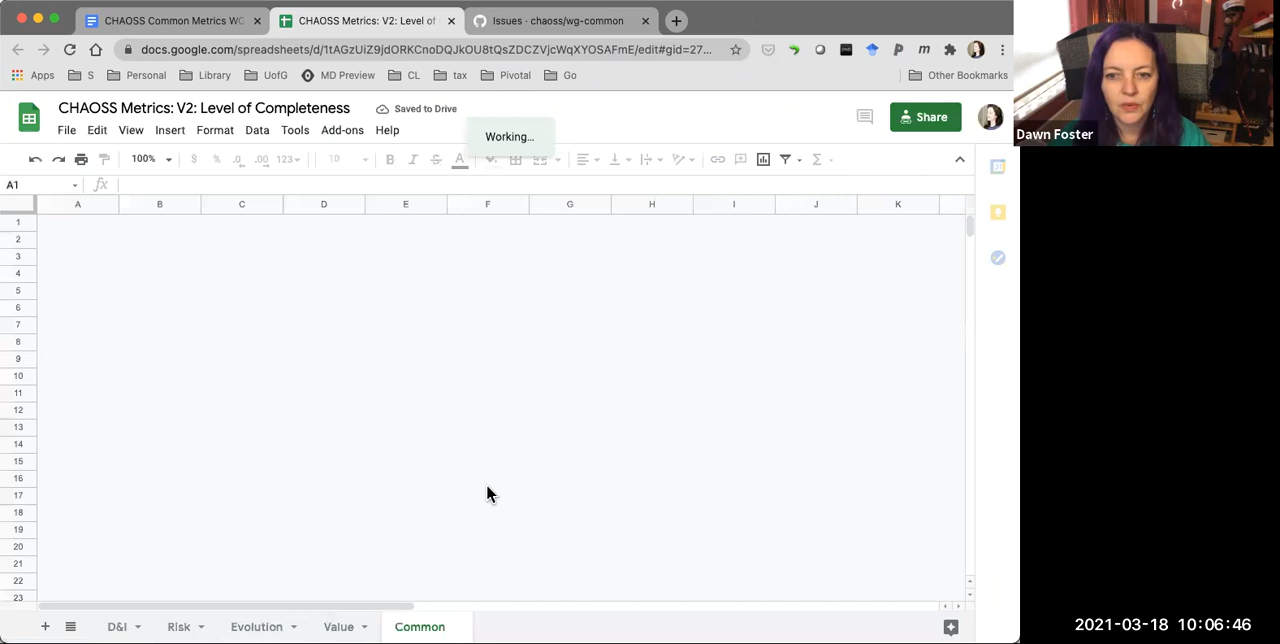 CHAOSS Common Metrics WG
CHAOSS Metrics: V2: Level of
Issues · chaoss/wg-common
docs.google.com/spreadsheets/d/1tAGzUiZ9jdORKCnoDQJkOU8tQsZDCZVjcWqXYOSAFmE/edit#gid=27...
Apps S Personal Library UofG MD Preview CL tax Pivotal Go Other Bookmarks
CHAOSS Metrics: V2: Level of Completeness Saved to Drive
Share
File Edit View Insert Format Data Tools Add-ons Help
Working...
100% $ % .0 .00 123 10 B I S A
A1 fx
A B C D E F G H I J K
1
2
3
4
5
6
7
8
9
10
11
12
13
14
15
16
17
18
19
20
21
22
23
D&I Risk Evolution Value Common
Dawn Foster
2021-03-18 10:06:46